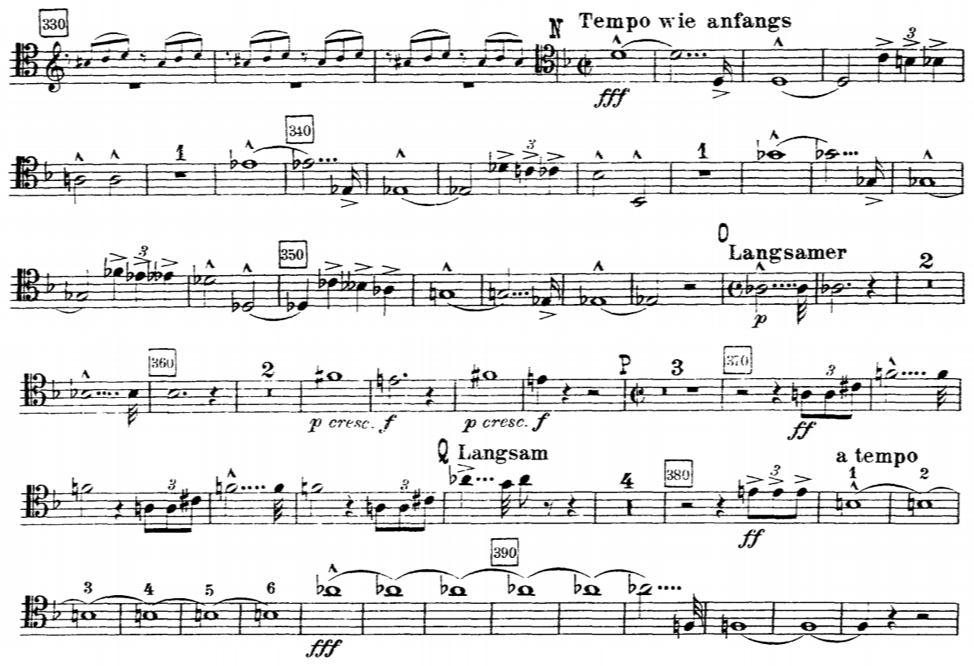 330 N Tempo wie anfangs
fff 3
1 340 3 1
O
3 350 Langsamer 2
p
360 2 P 3 370 3
p cresc. f p cresc. f ff
Q Langsam a tempo
3 3 4 380 3 1 2
ff
3 4 5 6 390
fff